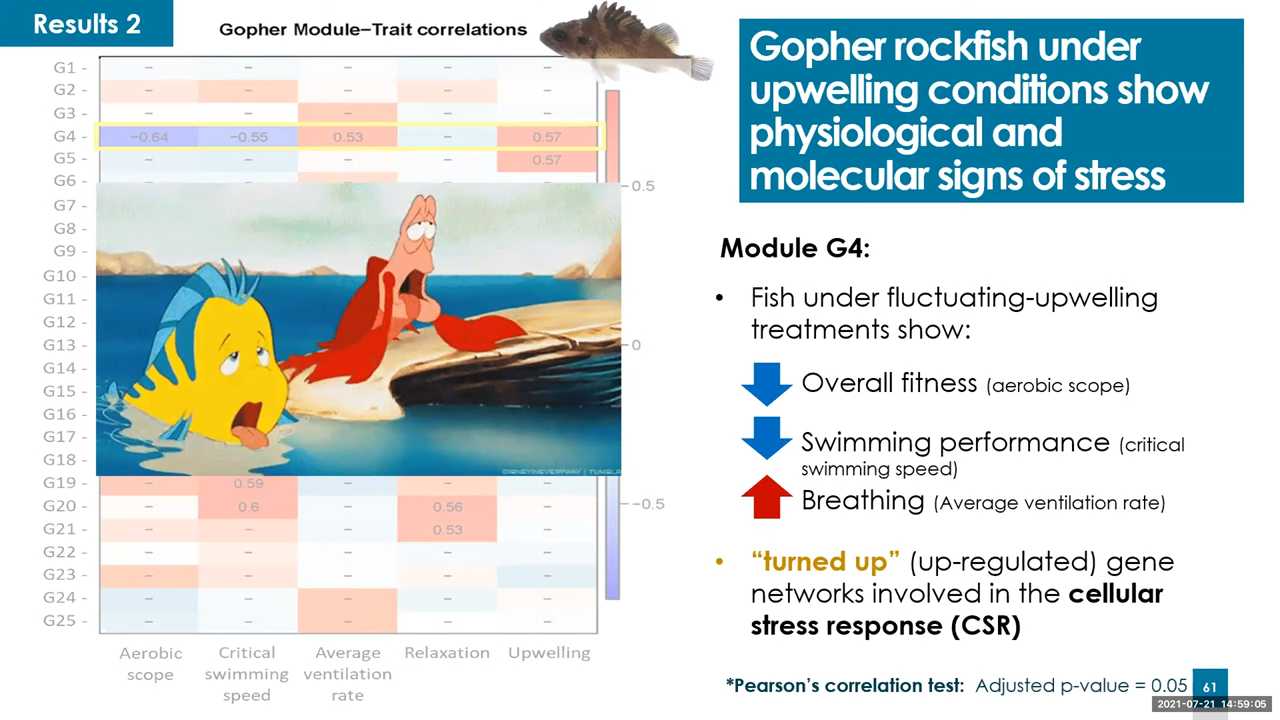 Results 2
Gopher Module−Trait correlations
G1 - – – – – –
G2 - – – – – –
G3 - – – – – –
G4 - −0.64 −0.55 0.53 – 0.57
G5 - – – – – 0.57
G6 -
G7 -
G8 -
G9 -
G10 -
G11 -
G12 -
G13 -
G14 -
G15 -
G16 -
G17 -
G18 -
G19 - – 0.59 – – –
G20 - – 0.6 – 0.56 –
G21 - – – – 0.53 –
G22 - – – – – –
G23 - – – – – –
G24 - – – – – –
G25 - – – – – –
Aerobic scope
Critical swimming speed
Average ventilation rate
Relaxation
Upwelling
0.5
0
−0.5
Gopher rockfish under
upwelling conditions show
physiological and
molecular signs of stress
Module G4:
• Fish under fluctuating-upwelling
treatments show:
Overall fitness (aerobic scope)
Swimming performance (critical
swimming speed)
Breathing (Average ventilation rate)
• “turned up” (up-regulated) gene
networks involved in the cellular
stress response (CSR)
*Pearson’s correlation test: Adjusted p-value = 0.05
61
2021-07-21 14:59:05